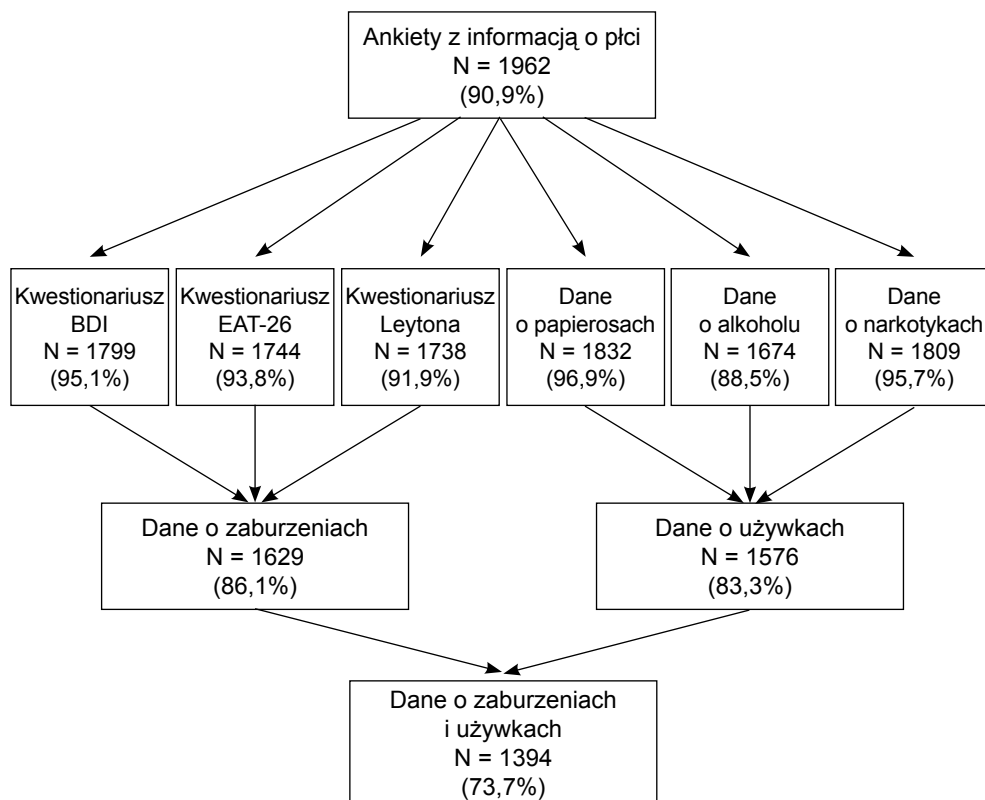 Ankiety z informacją o płci
N = 1962
(90,9%)
Kwestionariusz
BDI
N = 1799
(95,1%)
Kwestionariusz
EAT-26
N = 1744
(93,8%)
Kwestionariusz
Leytona
N = 1738
(91,9%)
Dane
o papierosach
N = 1832
(96,9%)
Dane
o alkoholu
N = 1674
(88,5%)
Dane
o narkotykach
N = 1809
(95,7%)
Dane o zaburzeniach
N = 1629
(86,1%)
Dane o używkach
N = 1576
(83,3%)
Dane o zaburzeniach
i używkach
N = 1394
(73,7%)